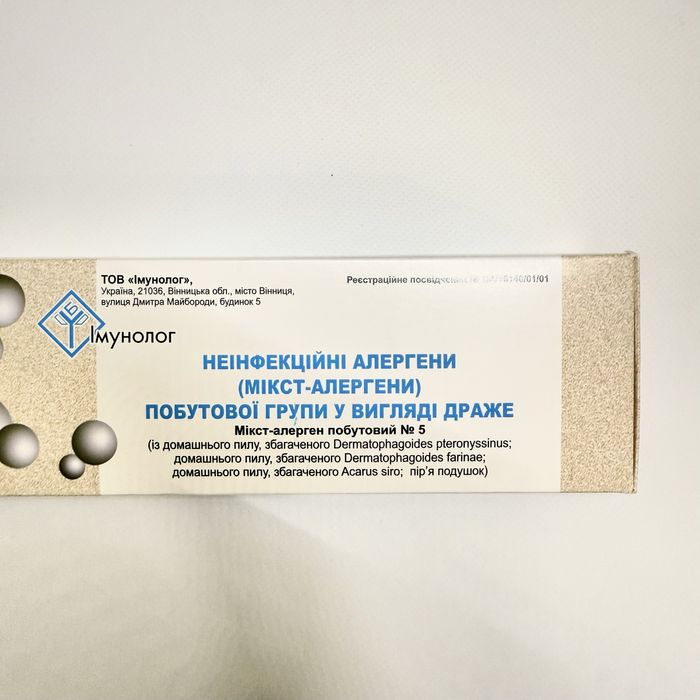 ТОВ «Імунолог»,
Україна, 21036, Вінницька обл., місто Вінниця,
вулиця Дмитра Майбороди, будинок 5
Реєстраційне посвідчення №
Імунолог
НЕІНФЕКЦІЙНІ АЛЕРГЕНИ
(МІКСТ-АЛЕРГЕНИ)
ПОБУТОВОЇ ГРУПИ У ВИГЛЯДІ ДРАЖЕ
Мікст-алерген побутовий № 5
(із домашнього пилу, збагаченого Dermatophagoides pteronyssinus;
домашнього пилу, збагаченого Dermatophagoides farinae;
домашнього пилу, збагаченого Acarus siro; пір’я подушок)